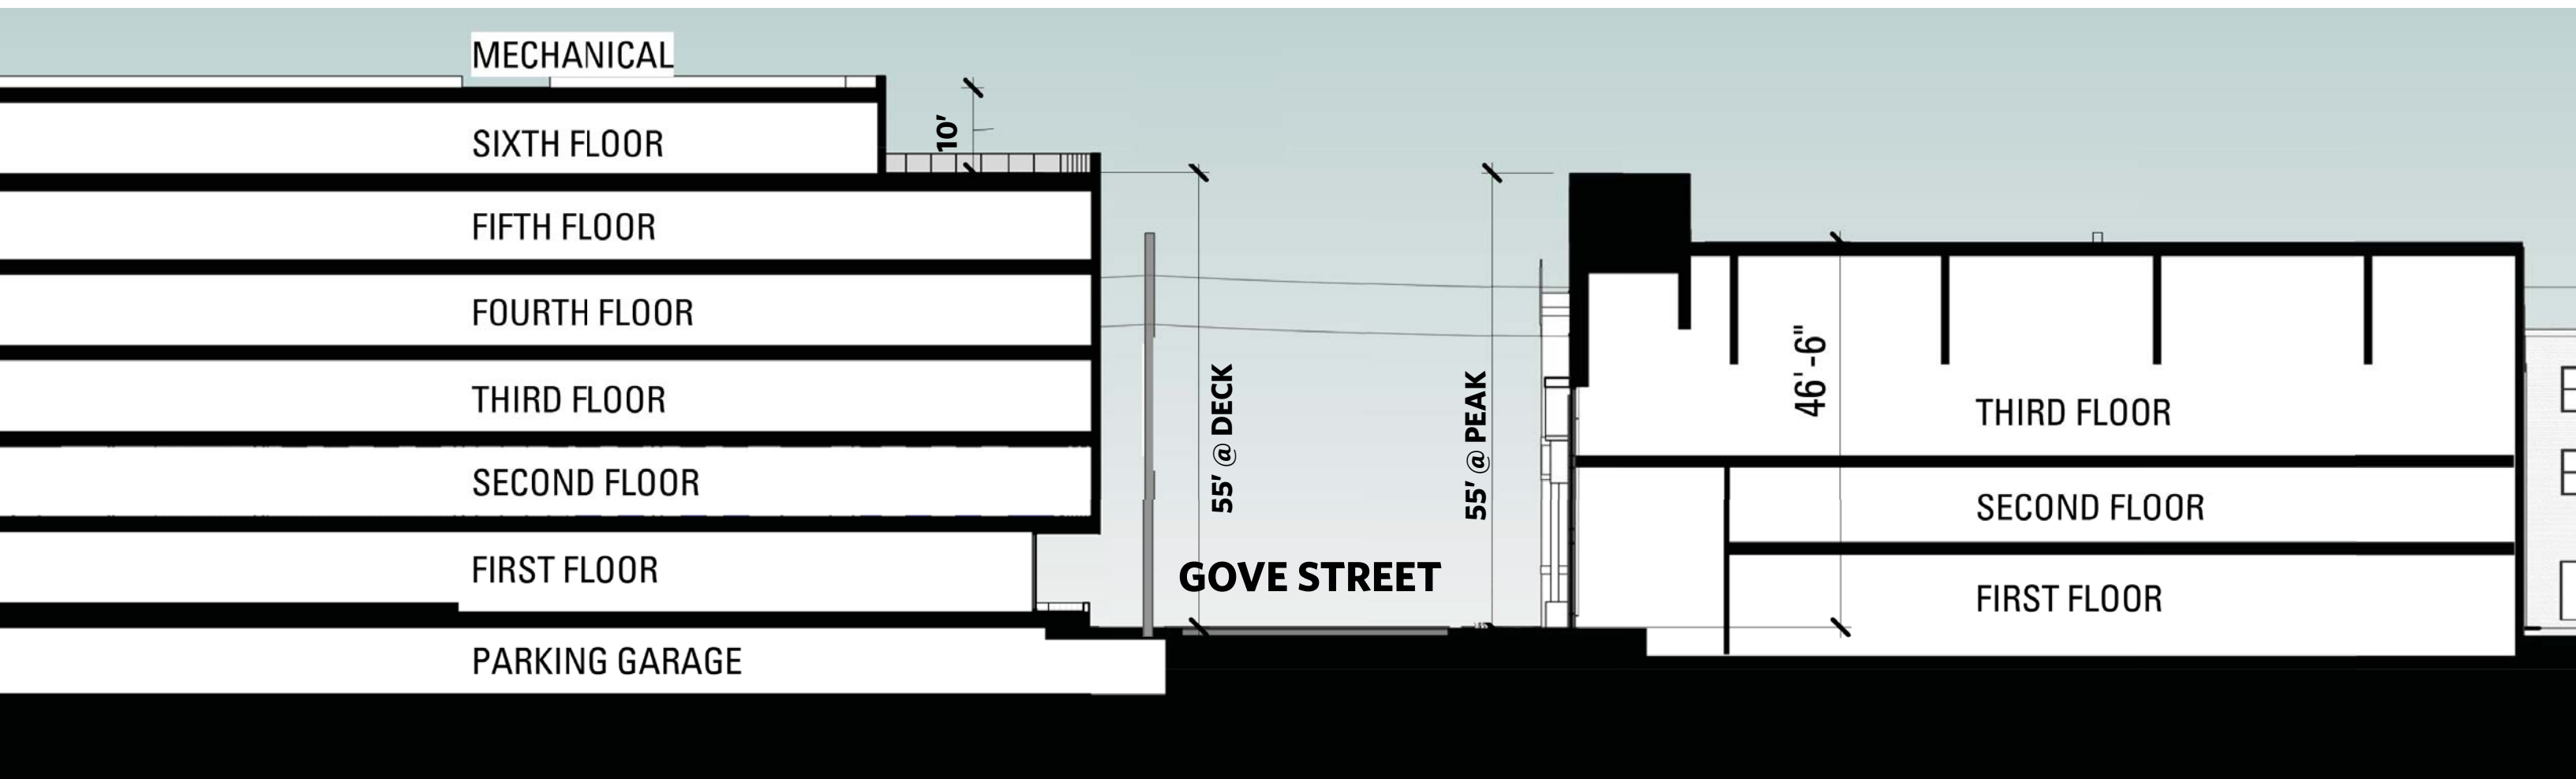 MECHANICAL
SIXTH FLOOR
FIFTH FLOOR
FOURTH FLOOR
THIRD FLOOR
SECOND FLOOR
FIRST FLOOR
PARKING GARAGE
10'
55' @ DECK
GOVE STREET
55' @ PEAK
46'-6"
THIRD FLOOR
SECOND FLOOR
FIRST FLOOR